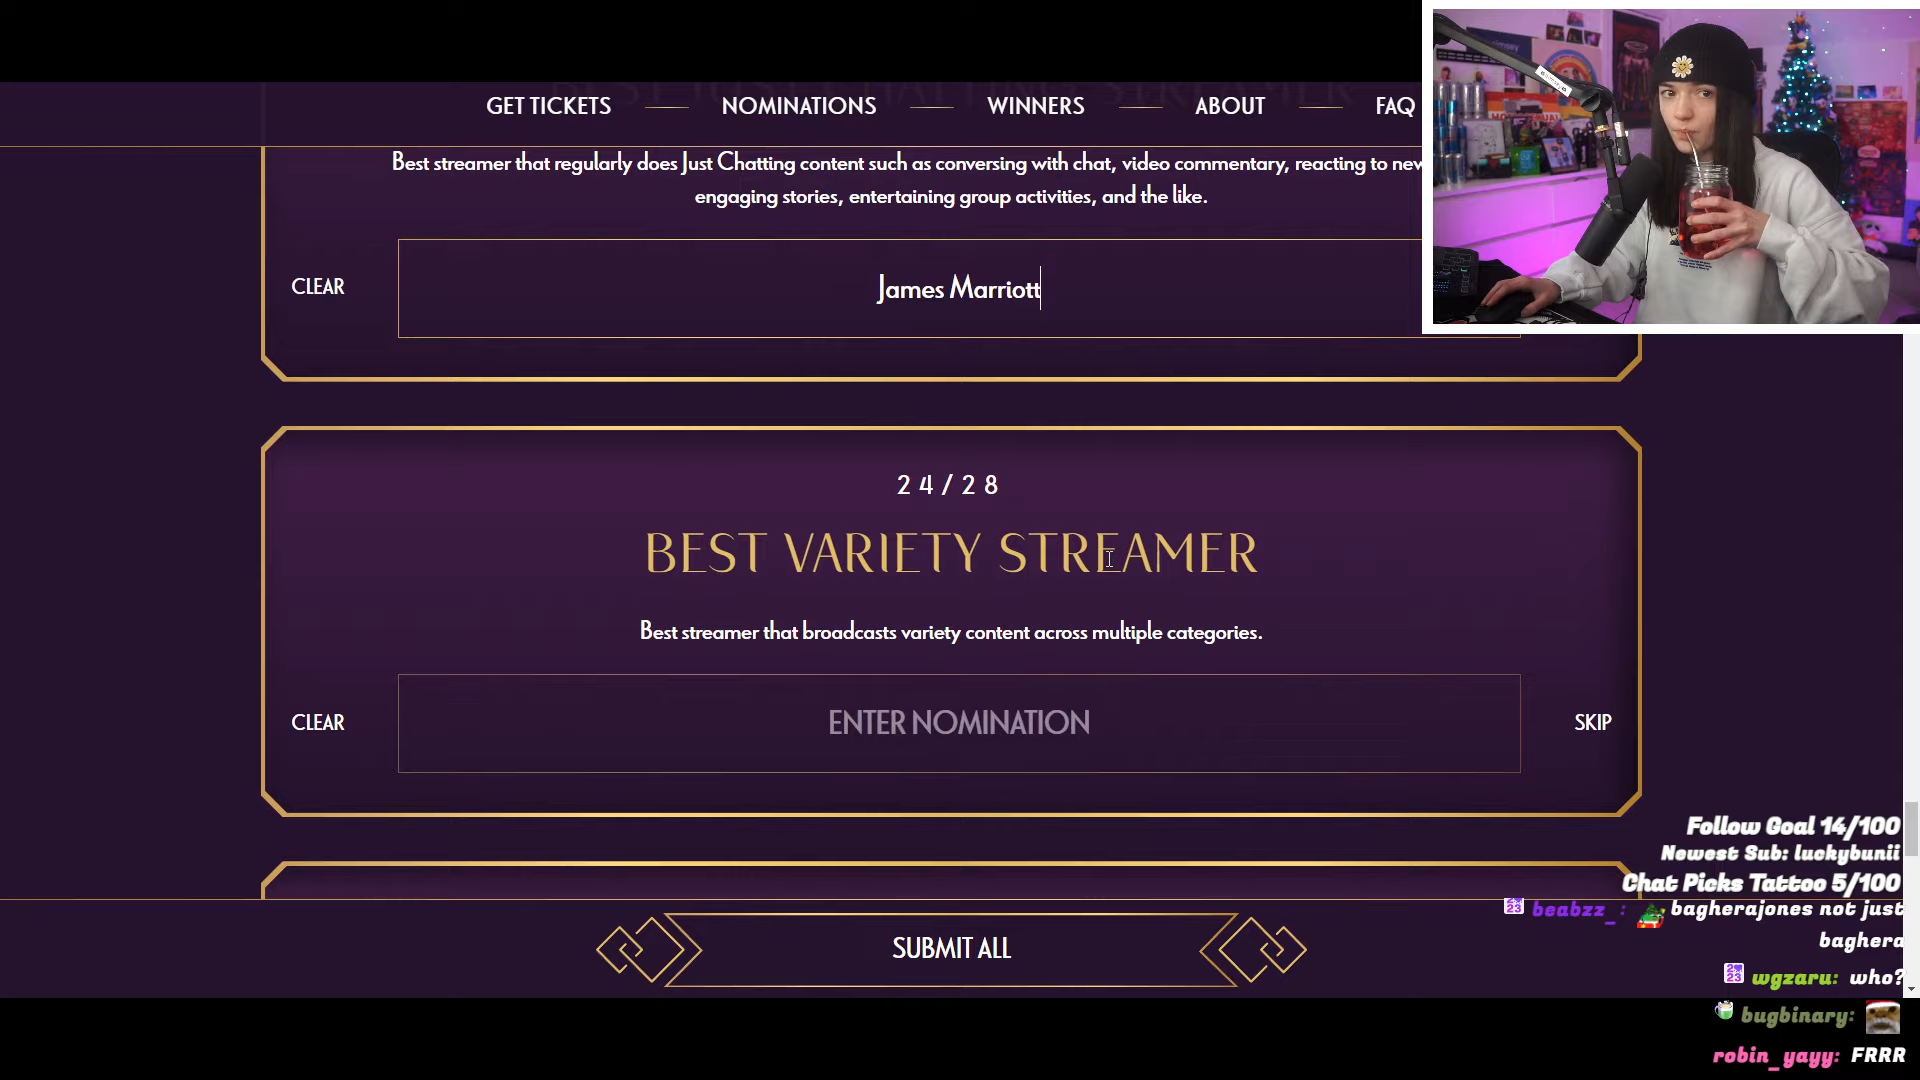 GET TICKETS
NOMINATIONS
WINNERS
ABOUT
FAQ
Best streamer that regularly does Just Chatting content such as conversing with chat, video commentary, reacting to new
engaging stories, entertaining group activities, and the like.
CLEAR
James Marriott
24/28
BEST VARIETY STREAMER
Best streamer that broadcasts variety content across multiple categories.
CLEAR
ENTER NOMINATION
SKIP
Follow Goal 14/100
Newest Sub: luckybunii
Chat Picks Tattoo 5/100
beabzz_: bagherajones not just
baghera
wgzaru: who?
bugbinary:
robin_yayy: FRRR
SUBMIT ALL